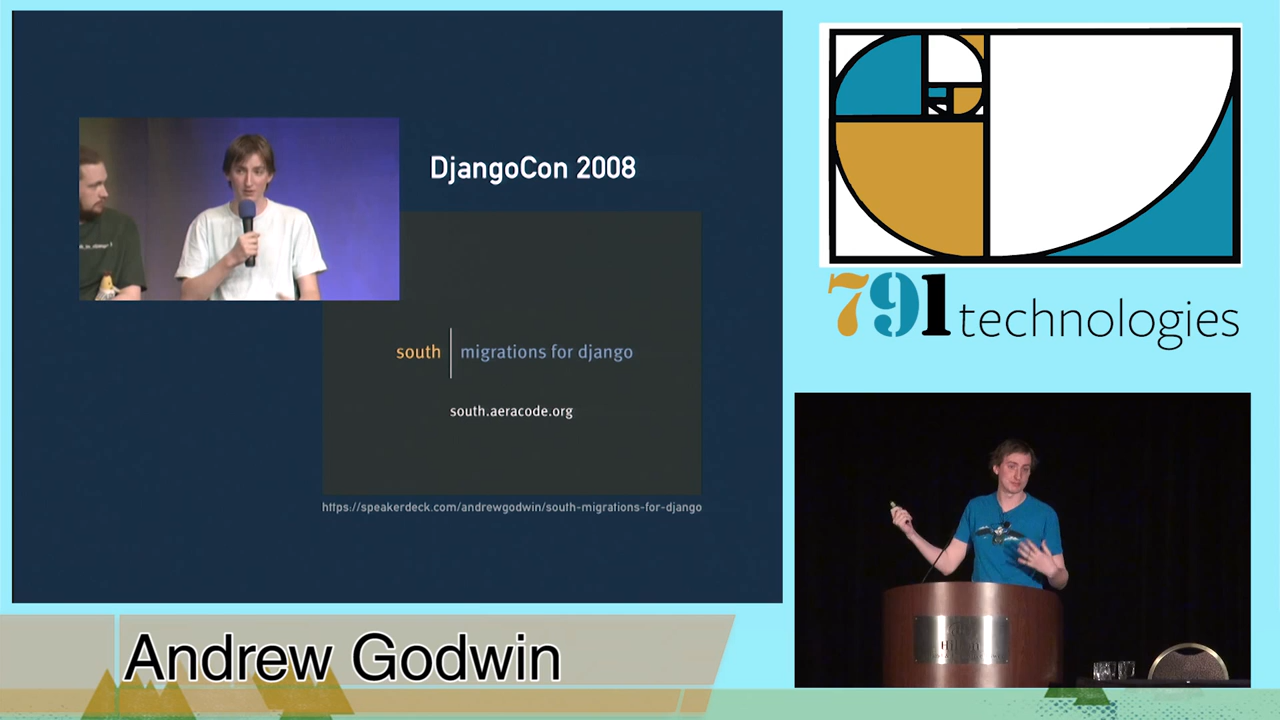 DjangoCon 2008
south | migrations for django
south.aeracode.org
https://speakerdeck.com/andrewgodwin/south-migrations-for-django
791 technologies
Andrew Godwin